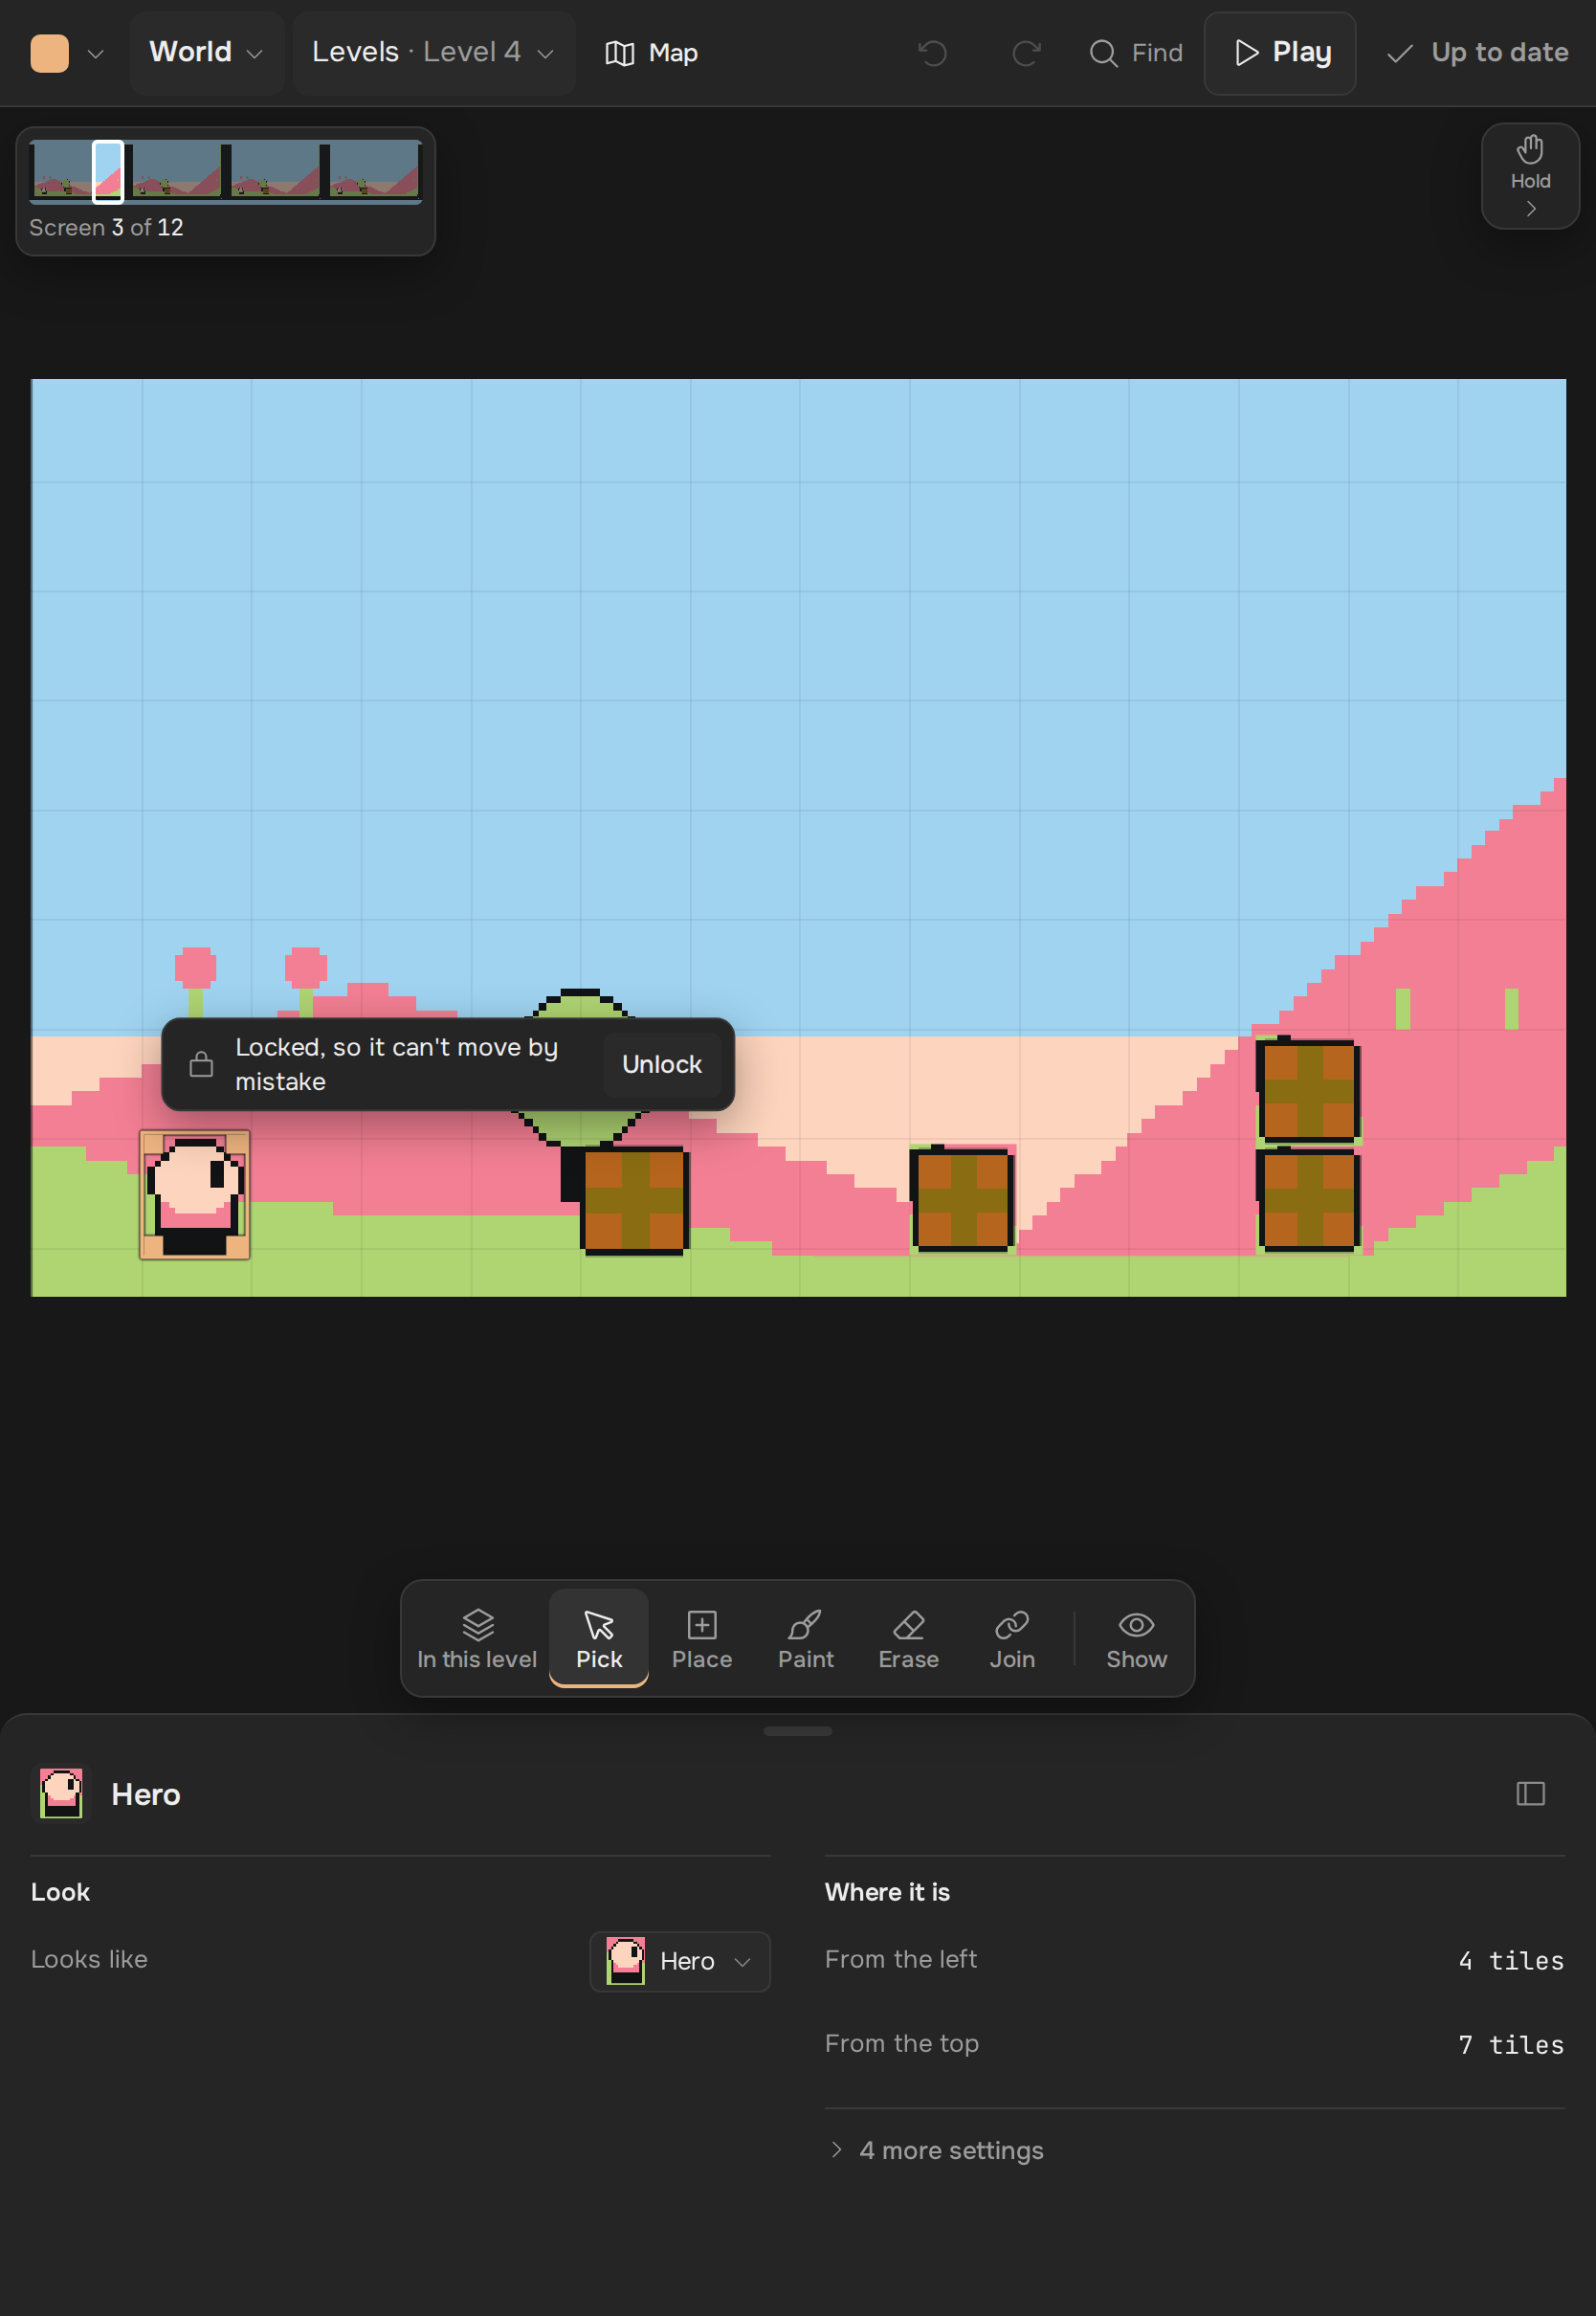 World
Levels · Level 4
Map
Find
Play
Up to date
Screen 3 of 12
Hold
Locked, so it can't move by
mistake
Unlock
In this level
Pick
Place
Paint
Erase
Join
Show
Hero
Look
Looks like
Hero
Where it is
From the left
4 tiles
From the top
7 tiles
4 more settings